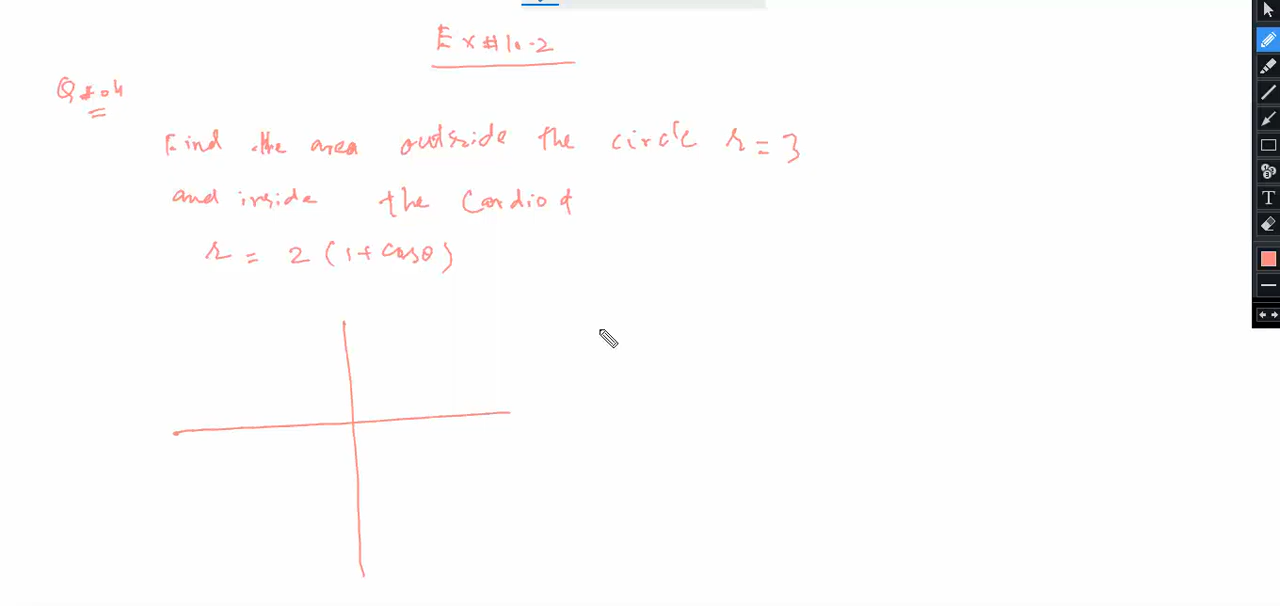 Ex # 10.2
Q # 04
Find the area outside the circle r = 3
and inside the Cardiod
r = 2 (1 + cosθ)